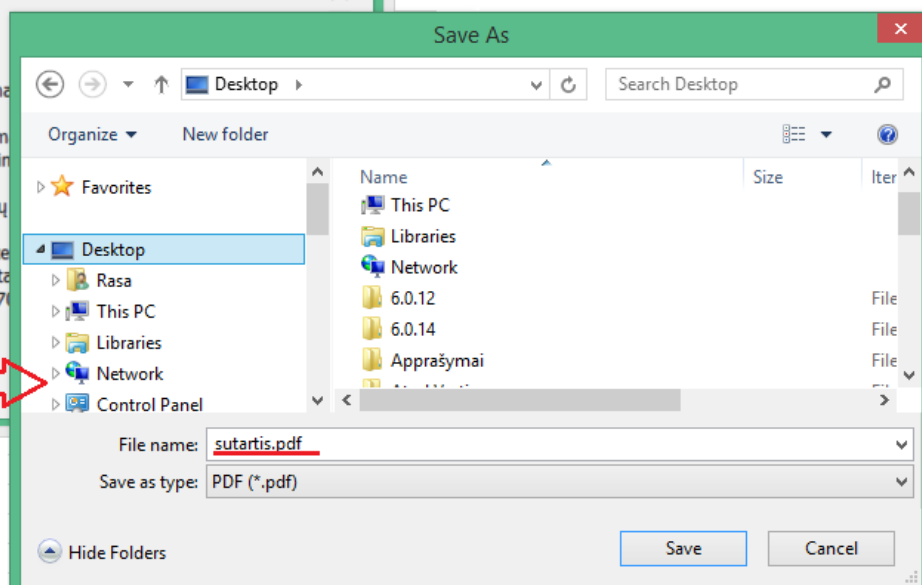 Save As
Desktop
Search Desktop
Organize
New folder
Favorites
Desktop
Rasa
This PC
Libraries
Network
Control Panel
Name
Size
This PC
Libraries
Network
6.0.12
File
6.0.14
File
Apprašymai
File
File name: sutartis.pdf
Save as type: PDF (*.pdf)
Hide Folders
Save
Cancel